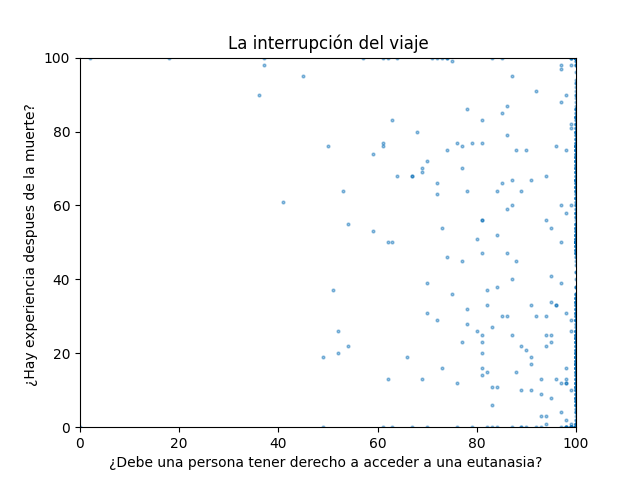 La interrupción del viaje
100
80
60
40
20
0
¿Hay experiencia despues de la muerte?
0 20 40 60 80 100
¿Debe una persona tener derecho a acceder a una eutanasia?